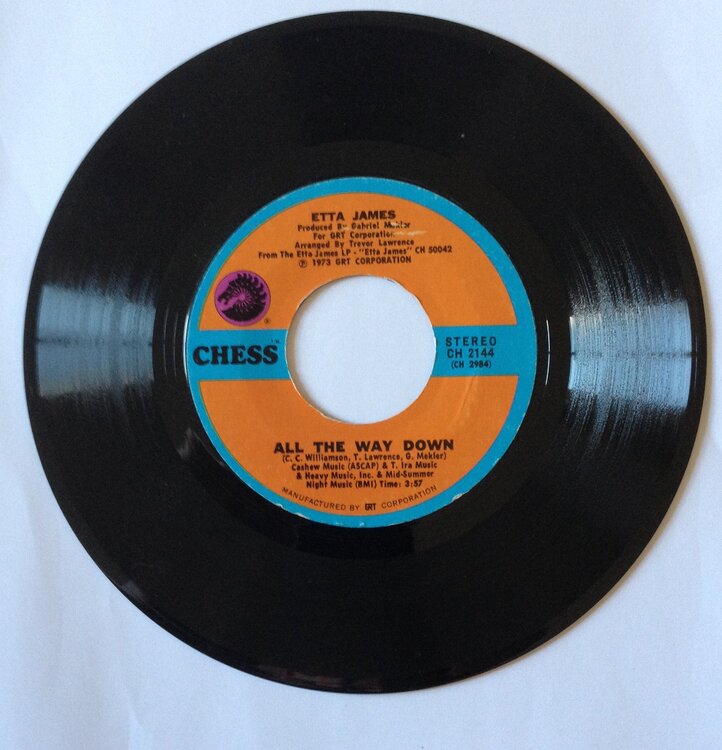 ETTA JAMES
Produced By Gabriel Mekler
For GRT Corporation
Arranged By Trevor Lawrence
From The Etta James LP - "Etta James" CH 50042
℗ 1973 GRT CORPORATION
®
CHESS™
STEREO
CH 2144
(CH 2984)
ALL THE WAY DOWN
(C. C. Williamson, T. Lawrence, G. Mekler)
Cashew Music (ASCAP) & T. Ira Music
& Heavy Music, Inc. & Mid-Summer
Night Music (BMI) Time: 3:57
MANUFACTURED BY GRT CORPORATION